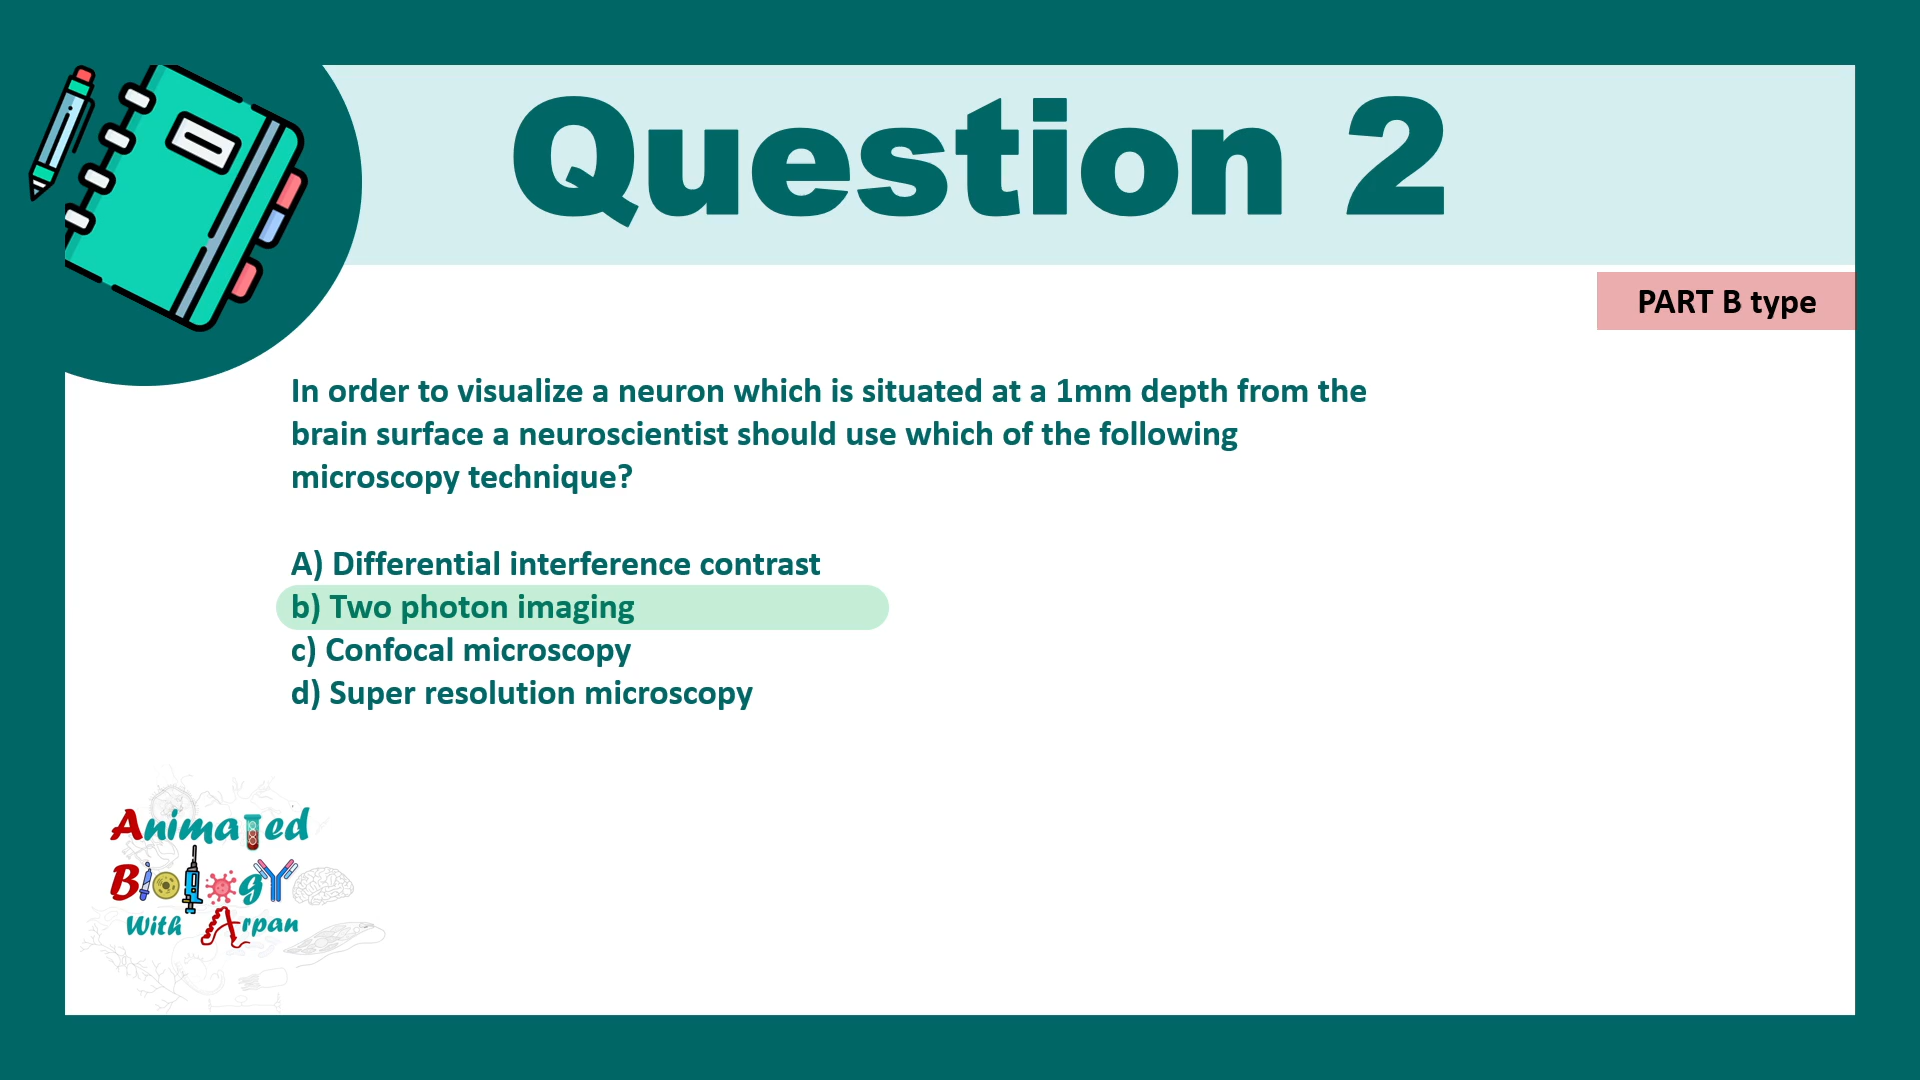 Question 2
PART B type
In order to visualize a neuron which is situated at a 1mm depth from the
brain surface a neuroscientist should use which of the following
microscopy technique?
A) Differential interference contrast
b) Two photon imaging
c) Confocal microscopy
d) Super resolution microscopy
Animated
Biology
With Arpan